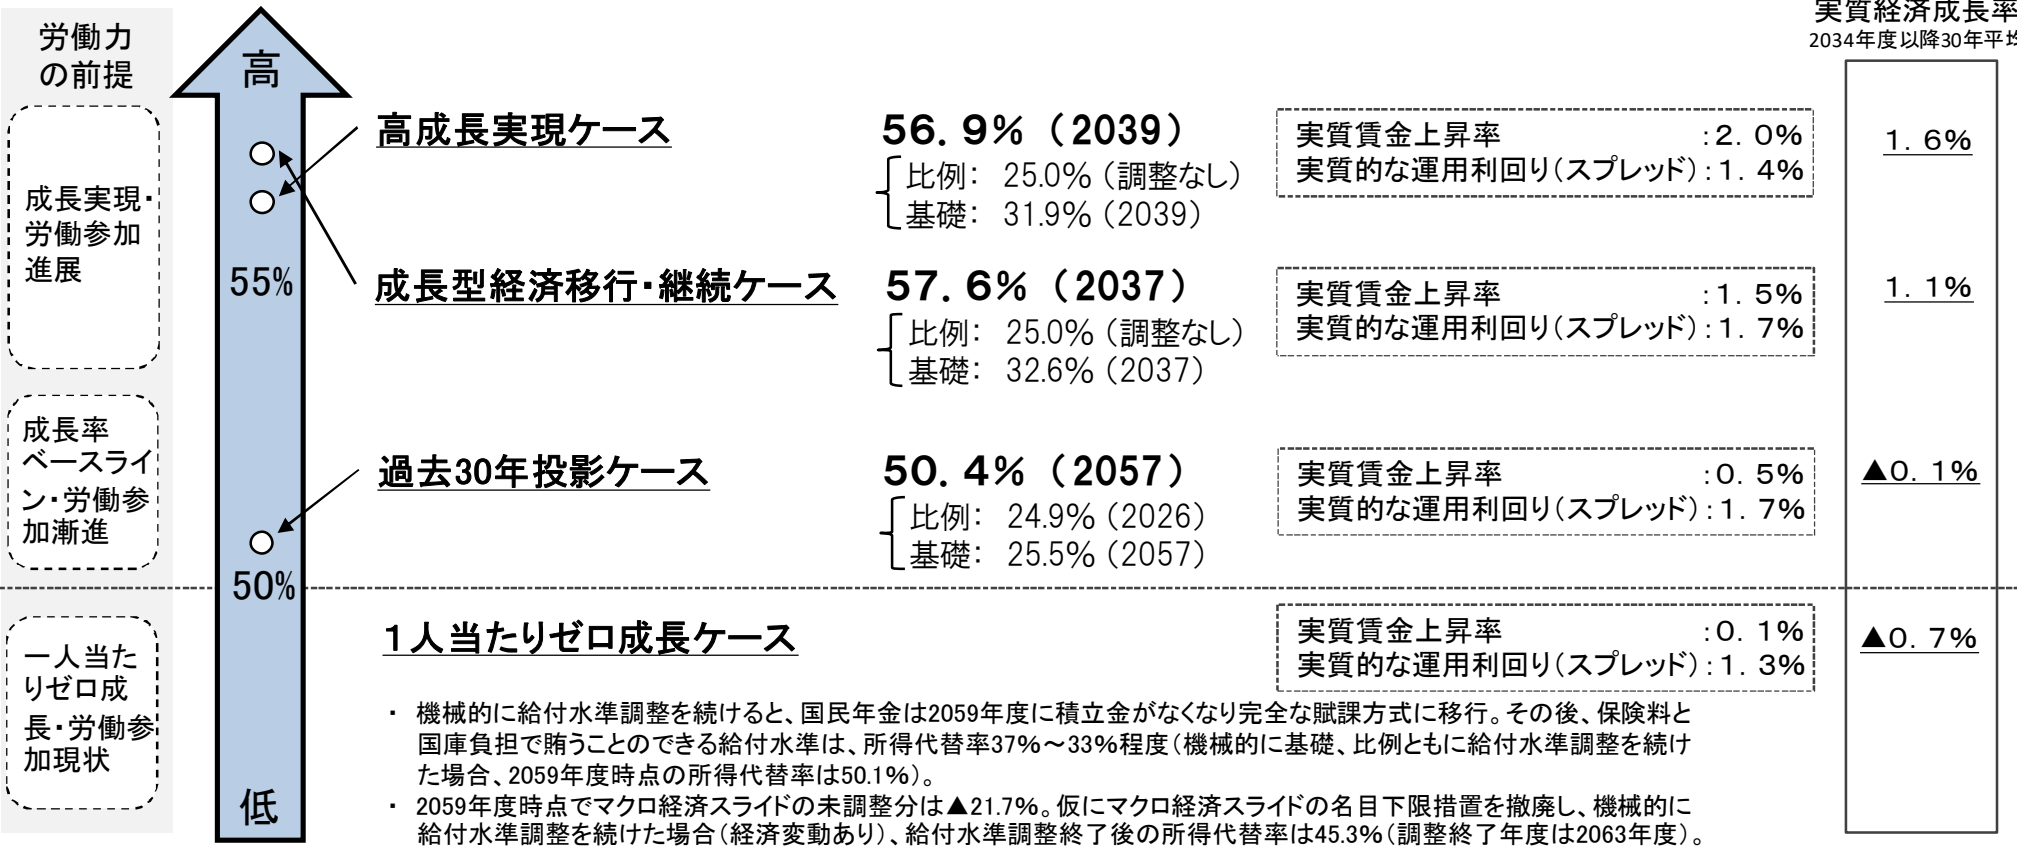 実質経済成長率
2034年度以降30年平均
労働力
の前提
高
成長実現・
労働参加
進展
55%
高成長実現ケース
56.9%（2039）
比例： 25.0%（調整なし）
基礎： 31.9%（2039）
実質賃金上昇率 ：2.0%
実質的な運用利回り（スプレッド）：1.4%
1.6%
成長型経済移行・継続ケース
57.6%（2037）
比例： 25.0%（調整なし）
基礎： 32.6%（2037）
実質賃金上昇率 ：1.5%
実質的な運用利回り（スプレッド）：1.7%
1.1%
成長率
ベースライ
ン・労働参
加漸進
過去30年投影ケース
50.4%（2057）
比例： 24.9%（2026）
基礎： 25.5%（2057）
実質賃金上昇率 ：0.5%
実質的な運用利回り（スプレッド）：1.7%
▲0.1%
50%
一人当た
りゼロ成
長・労働参
加現状
1人当たりゼロ成長ケース
実質賃金上昇率 ：0.1%
実質的な運用利回り（スプレッド）：1.3%
▲0.7%
・ 機械的に給付水準調整を続けると、国民年金は2059年度に積立金がなくなり完全な賦課方式に移行。その後、保険料と
国庫負担で賄うことのできる給付水準は、所得代替率37%～33%程度（機械的に基礎、比例ともに給付水準調整を続け
た場合、2059年度時点の所得代替率は50.1%）。
・ 2059年度時点でマクロ経済スライドの未調整分は▲21.7%。仮にマクロ経済スライドの名目下限措置を撤廃し、機械的に
給付水準調整を続けた場合（経済変動あり）、給付水準調整終了後の所得代替率は45.3%（調整終了年度は2063年度）。
低